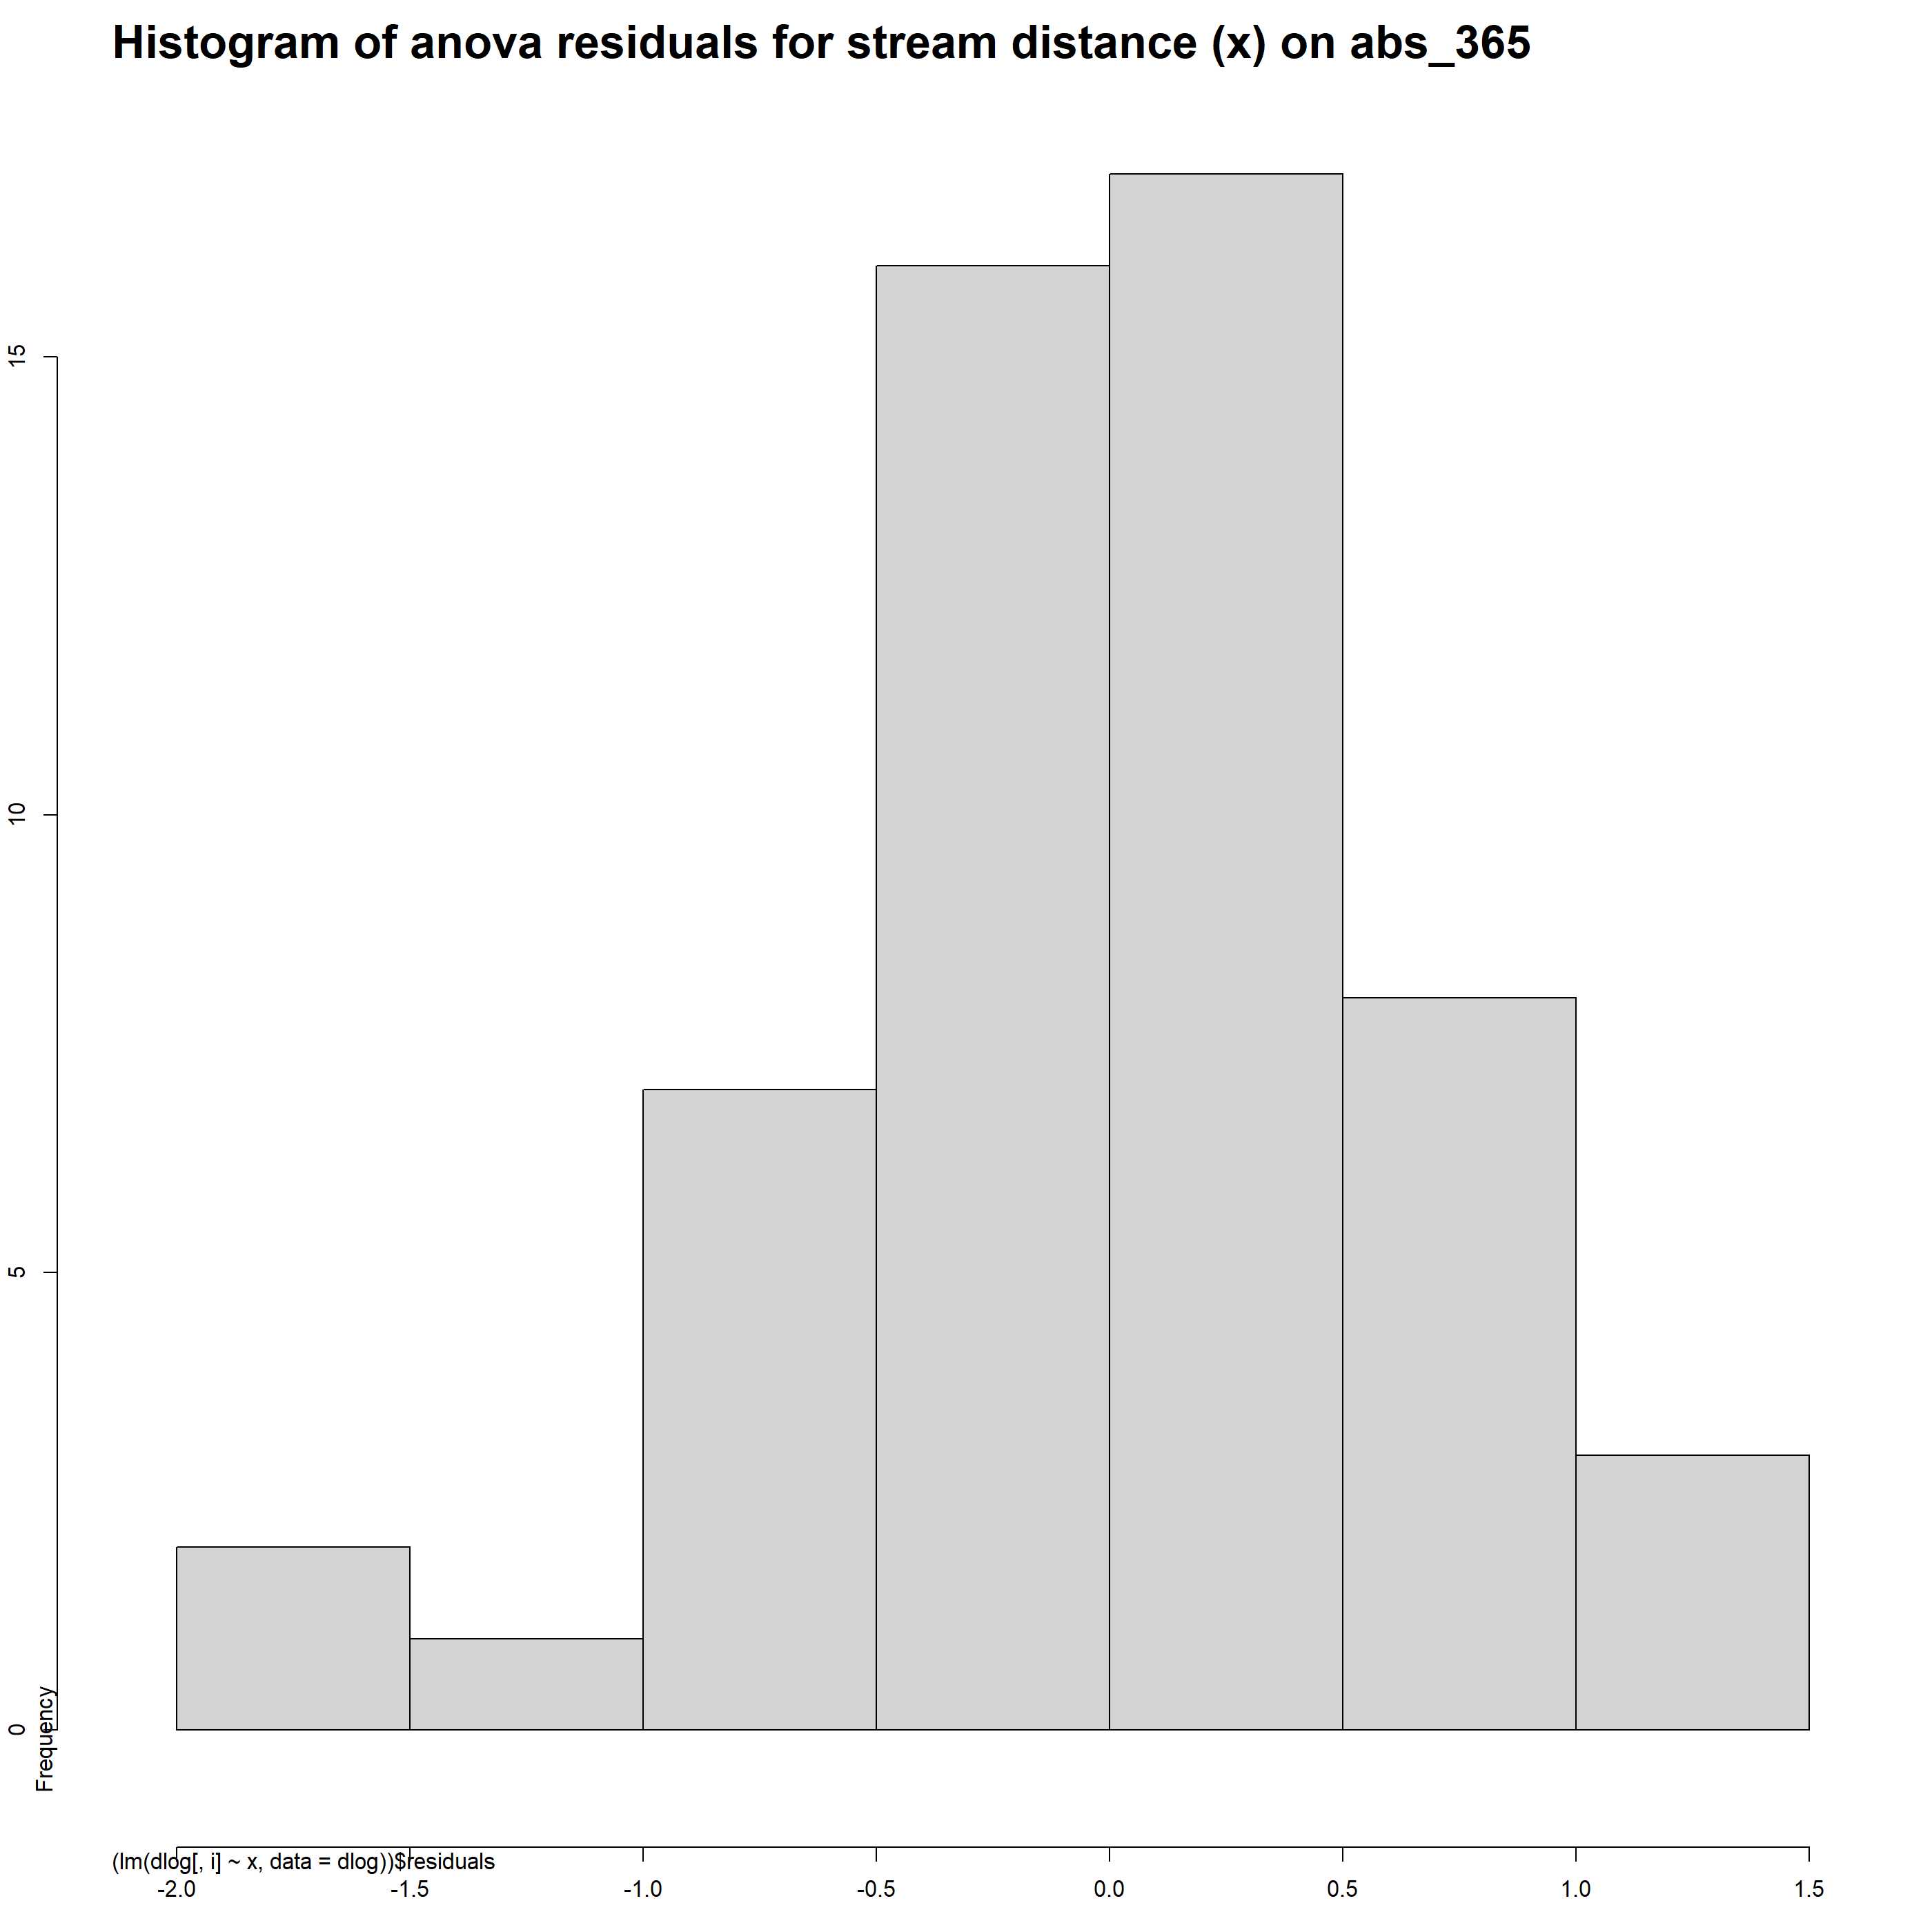 Histogram of anova residuals for stream distance (x) on abs_365
15
10
5
0
Frequency
(lm(dlog[, i] ~ x, data = dlog))$residuals
-2.0 -1.5 -1.0 -0.5 0.0 0.5 1.0 1.5